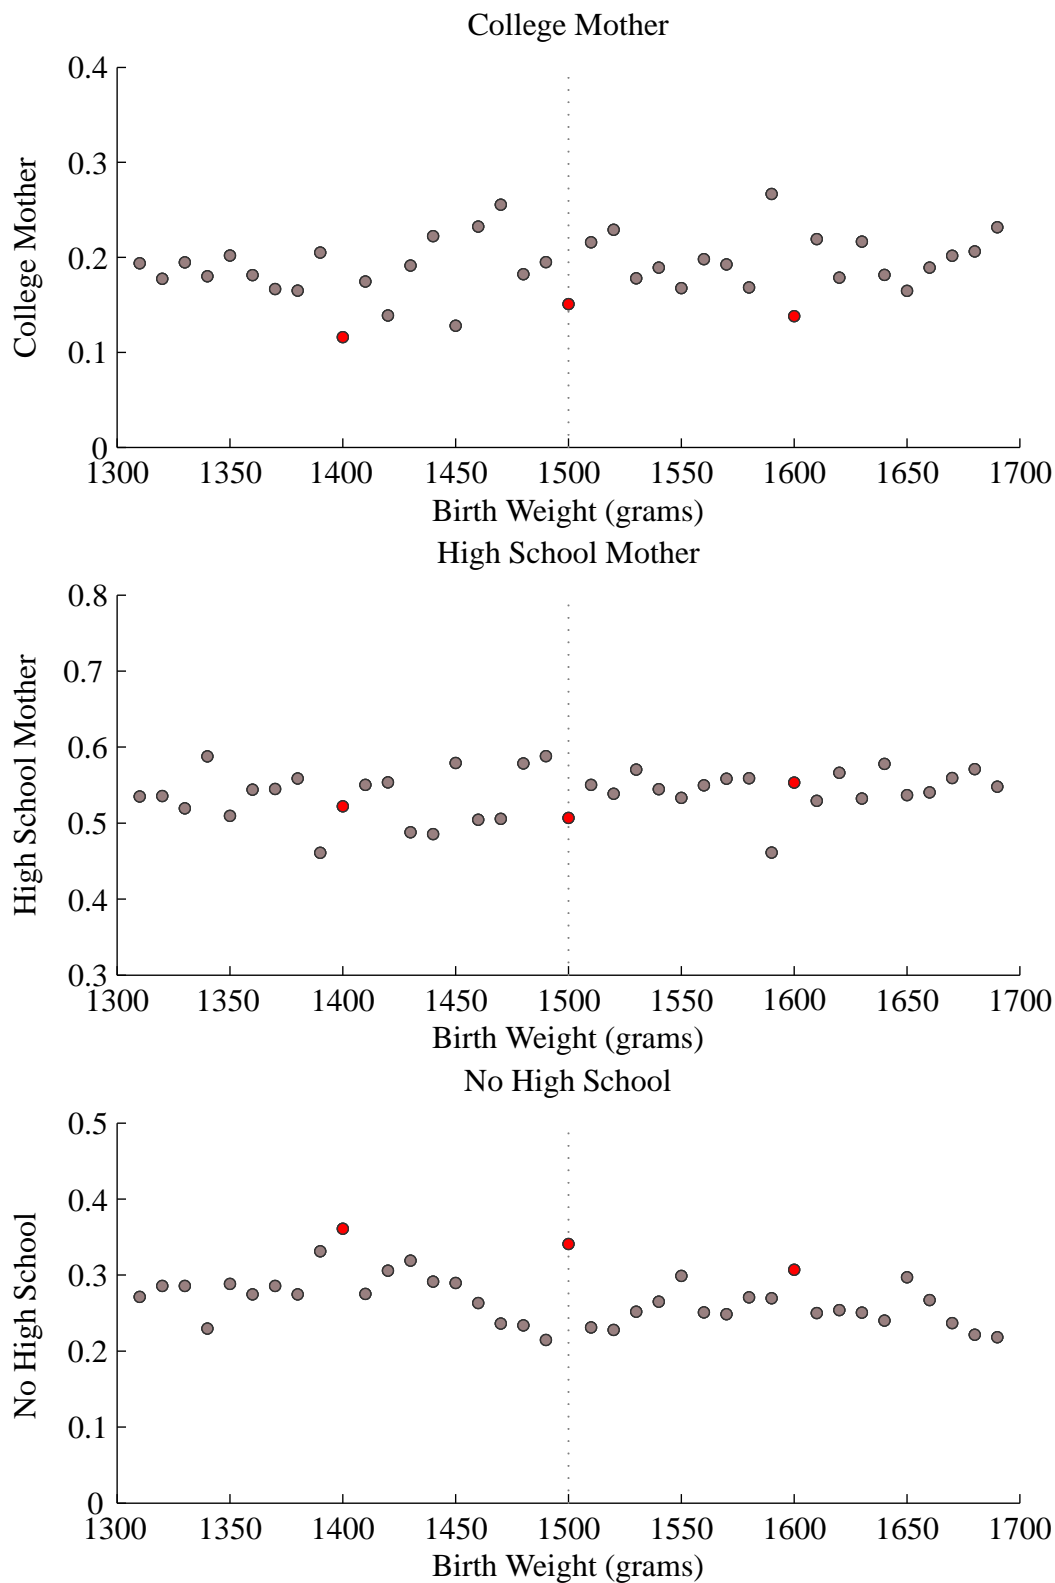 College Mother
0.4
0.3
0.2
0.1
0
College Mother
1300 1350 1400 1450 1500 1550 1600 1650 1700
Birth Weight (grams)
High School Mother
0.8
0.7
0.6
0.5
0.4
0.3
High School Mother
1300 1350 1400 1450 1500 1550 1600 1650 1700
Birth Weight (grams)
No High School
0.5
0.4
0.3
0.2
0.1
0
No High School
1300 1350 1400 1450 1500 1550 1600 1650 1700
Birth Weight (grams)